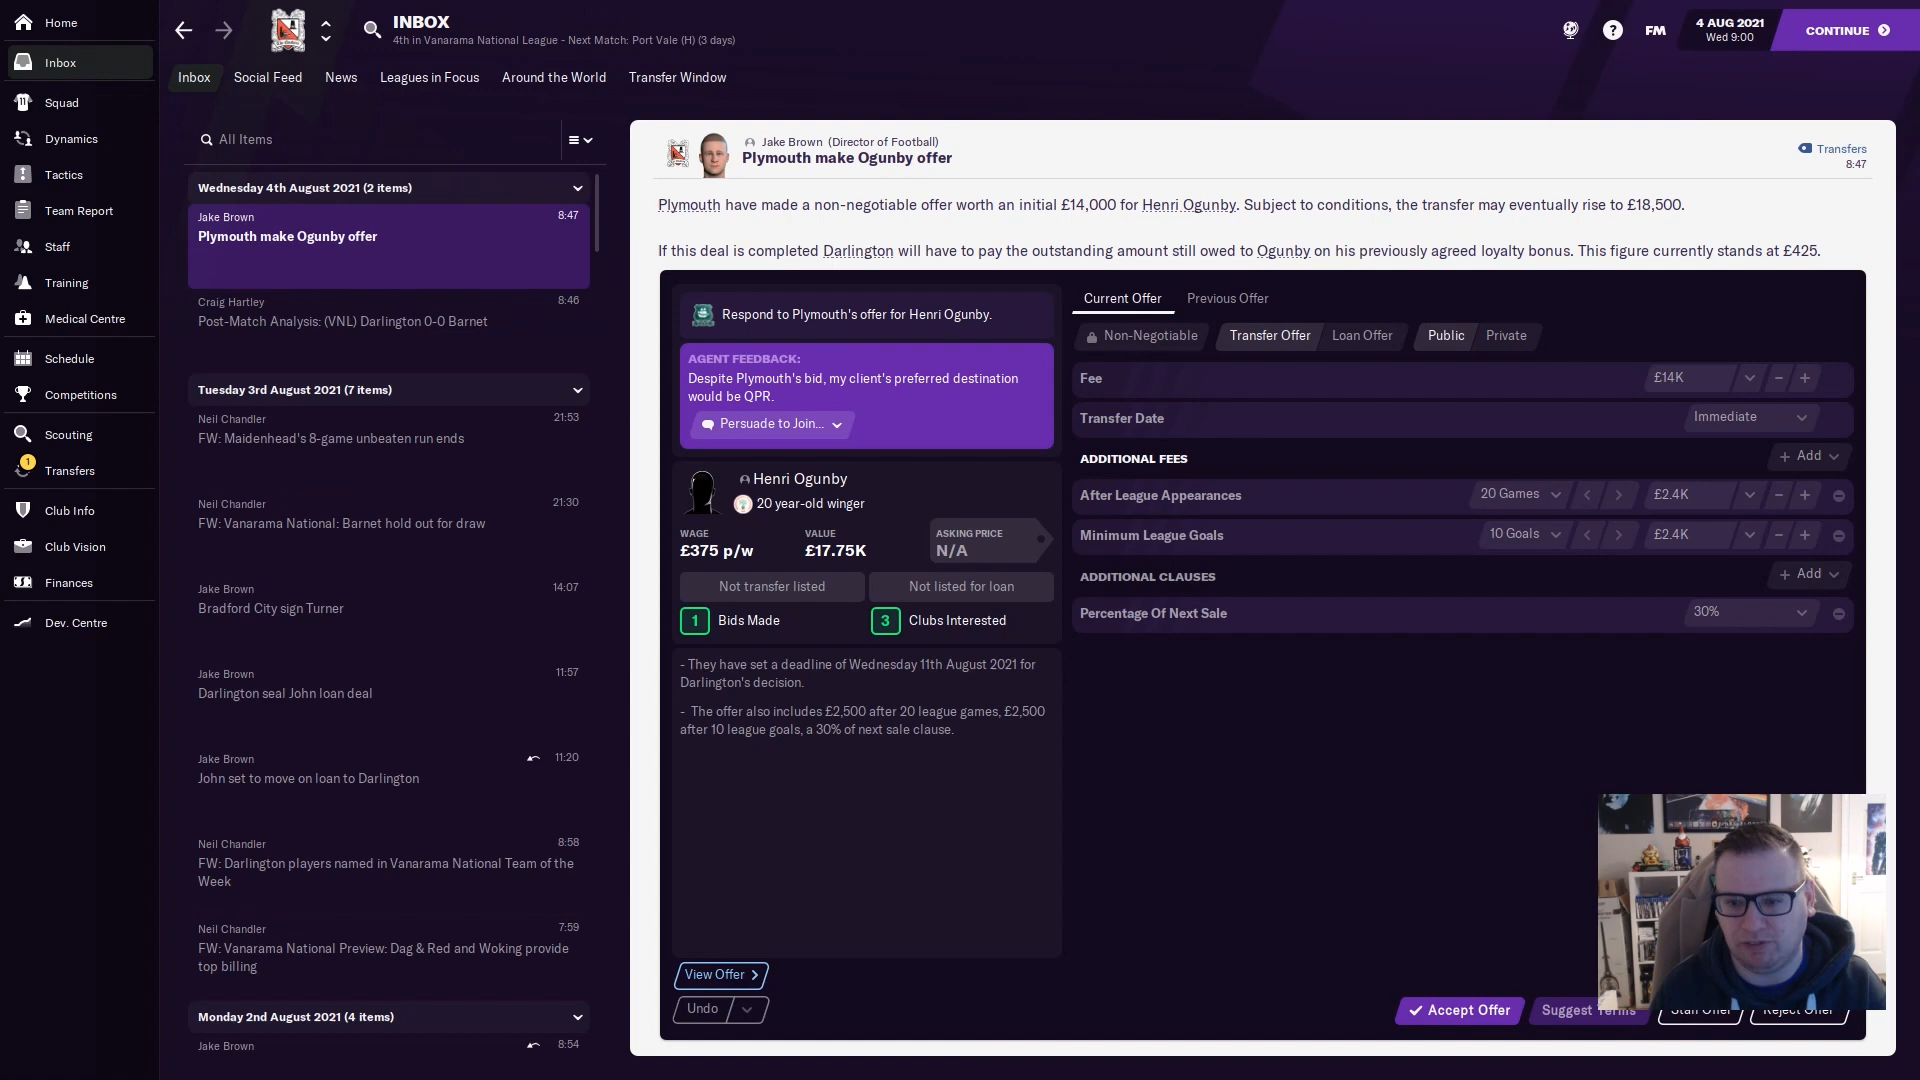 Home
Inbox
Squad
Dynamics
Tactics
Team Report
Staff
Training
Medical Centre
Schedule
Competitions
Scouting
1
Transfers
Club Info
Club Vision
Finances
Dev. Centre
INBOX
4th in Vanarama National League - Next Match: Port Vale (H) (3 days)
FM
4 AUG 2021
Wed 9:00
CONTINUE
Inbox
Social Feed
News
Leagues in Focus
Around the World
Transfer Window
All Items
Wednesday 4th August 2021 (2 items)
Jake Brown 8:47
Plymouth make Ogunby offer
Craig Hartley 8:46
Post-Match Analysis: (VNL) Darlington 0-0 Barnet
Tuesday 3rd August 2021 (7 items)
Neil Chandler 21:53
FW: Maidenhead's 8-game unbeaten run ends
Neil Chandler 21:30
FW: Vanarama National: Barnet hold out for draw
Jake Brown 14:07
Bradford City sign Turner
Jake Brown 11:57
Darlington seal John loan deal
Jake Brown 11:20
John set to move on loan to Darlington
Neil Chandler 8:58
FW: Darlington players named in Vanarama National Team of the
Week
Neil Chandler 7:59
FW: Vanarama National Preview: Dag & Red and Woking provide
top billing
Monday 2nd August 2021 (4 items)
Jake Brown 8:54
Jake Brown (Director of Football)
Plymouth make Ogunby offer
Transfers
8:47
Plymouth have made a non-negotiable offer worth an initial £14,000 for Henri Ogunby. Subject to conditions, the transfer may eventually rise to £18,500.
If this deal is completed Darlington will have to pay the outstanding amount still owed to Ogunby on his previously agreed loyalty bonus. This figure currently stands at £425.
Respond to Plymouth's offer for Henri Ogunby.
AGENT FEEDBACK:
Despite Plymouth's bid, my client's preferred destination
would be QPR.
Persuade to Join...
Henri Ogunby
20 year-old winger
WAGE
£375 p/w
VALUE
£17.75K
ASKING PRICE
N/A
Not transfer listed
Not listed for loan
1 Bids Made
3 Clubs Interested
- They have set a deadline of Wednesday 11th August 2021 for
Darlington's decision.
- The offer also includes £2,500 after 20 league games, £2,500
after 10 league goals, a 30% of next sale clause.
View Offer
Undo
Current Offer
Previous Offer
Non-Negotiable
Transfer Offer
Loan Offer
Public
Private
Fee £14K
Transfer Date Immediate
ADDITIONAL FEES Add
After League Appearances 20 Games £2.4K
Minimum League Goals 10 Goals £2.4K
ADDITIONAL CLAUSES Add
Percentage Of Next Sale 30%
Accept Offer
Suggest Terms
Stall Offer
Reject Offer